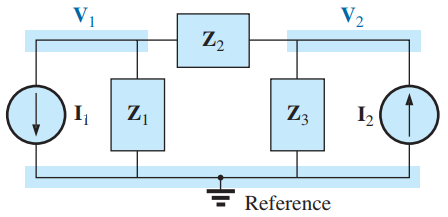 V₁ V₂
Z₂
I₁ Z₁ Z₃ I₂
Reference